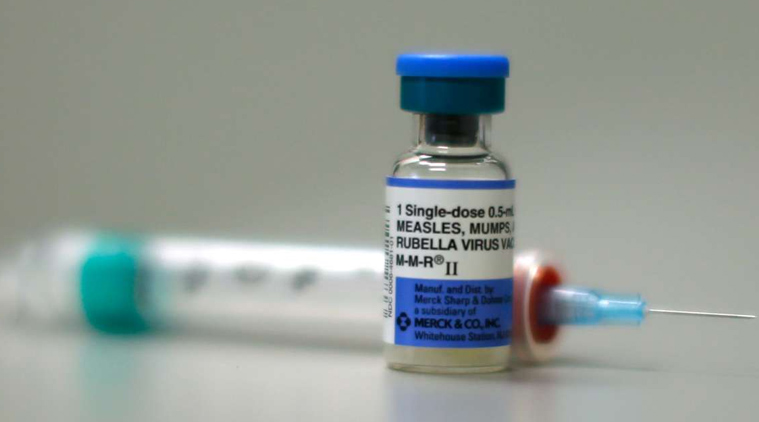 1 Single-dose 0.5-m
MEASLES, MUMPS,
RUBELLA VIRUS VAC
M-M-R® II
Manuf. and Dist. by
Merck Sharp & Dohme
a subsidiary of
MERCK & CO., INC.
Whitehouse Station,